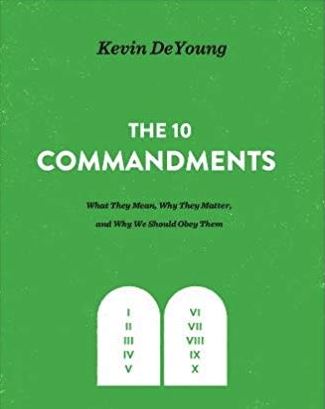 Kevin DeYoung
THE 10
COMMANDMENTS
What They Mean, Why They Matter,
and Why We Should Obey Them
I VI
II VII
III VIII
IV IX
V X